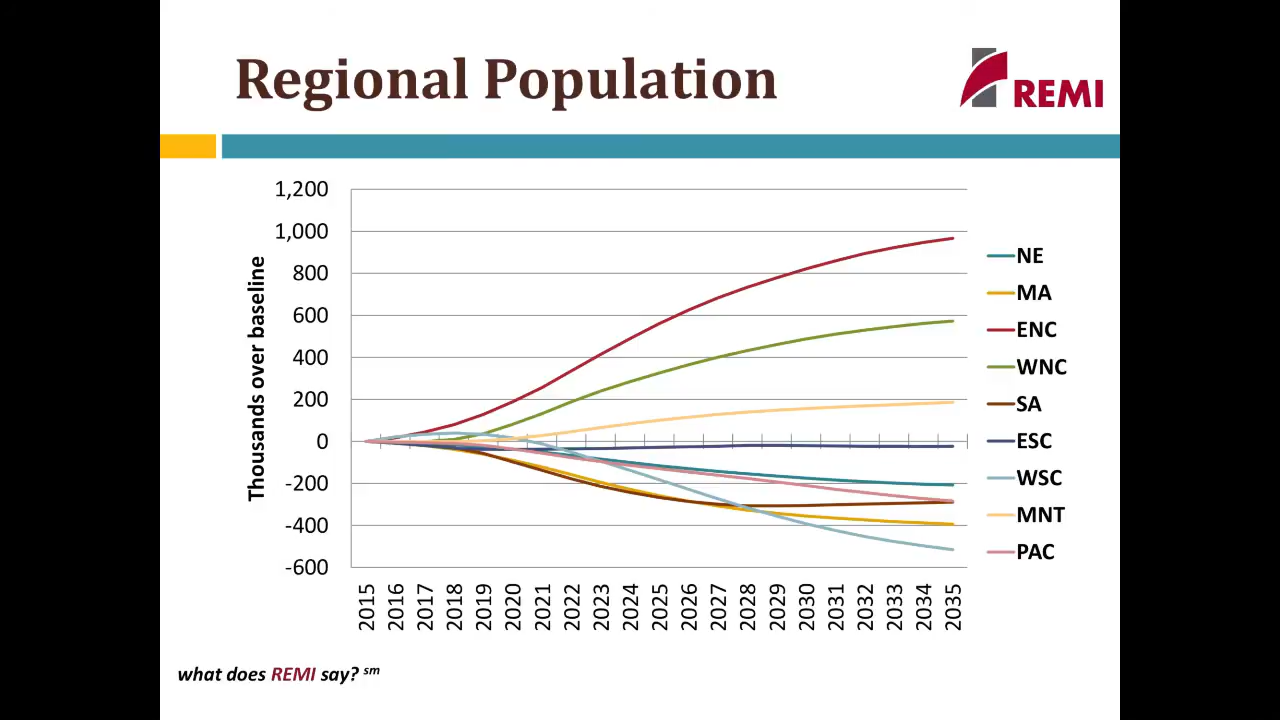 Regional Population
REMI
1,200
1,000
800
600
400
200
0
-200
-400
-600
Thousands over baseline
2015
2016
2017
2018
2019
2020
2021
2022
2023
2024
2025
2026
2027
2028
2029
2030
2031
2032
2033
2034
2035
NE
MA
ENC
WNC
SA
ESC
WSC
MNT
PAC
what does REMI say? sm